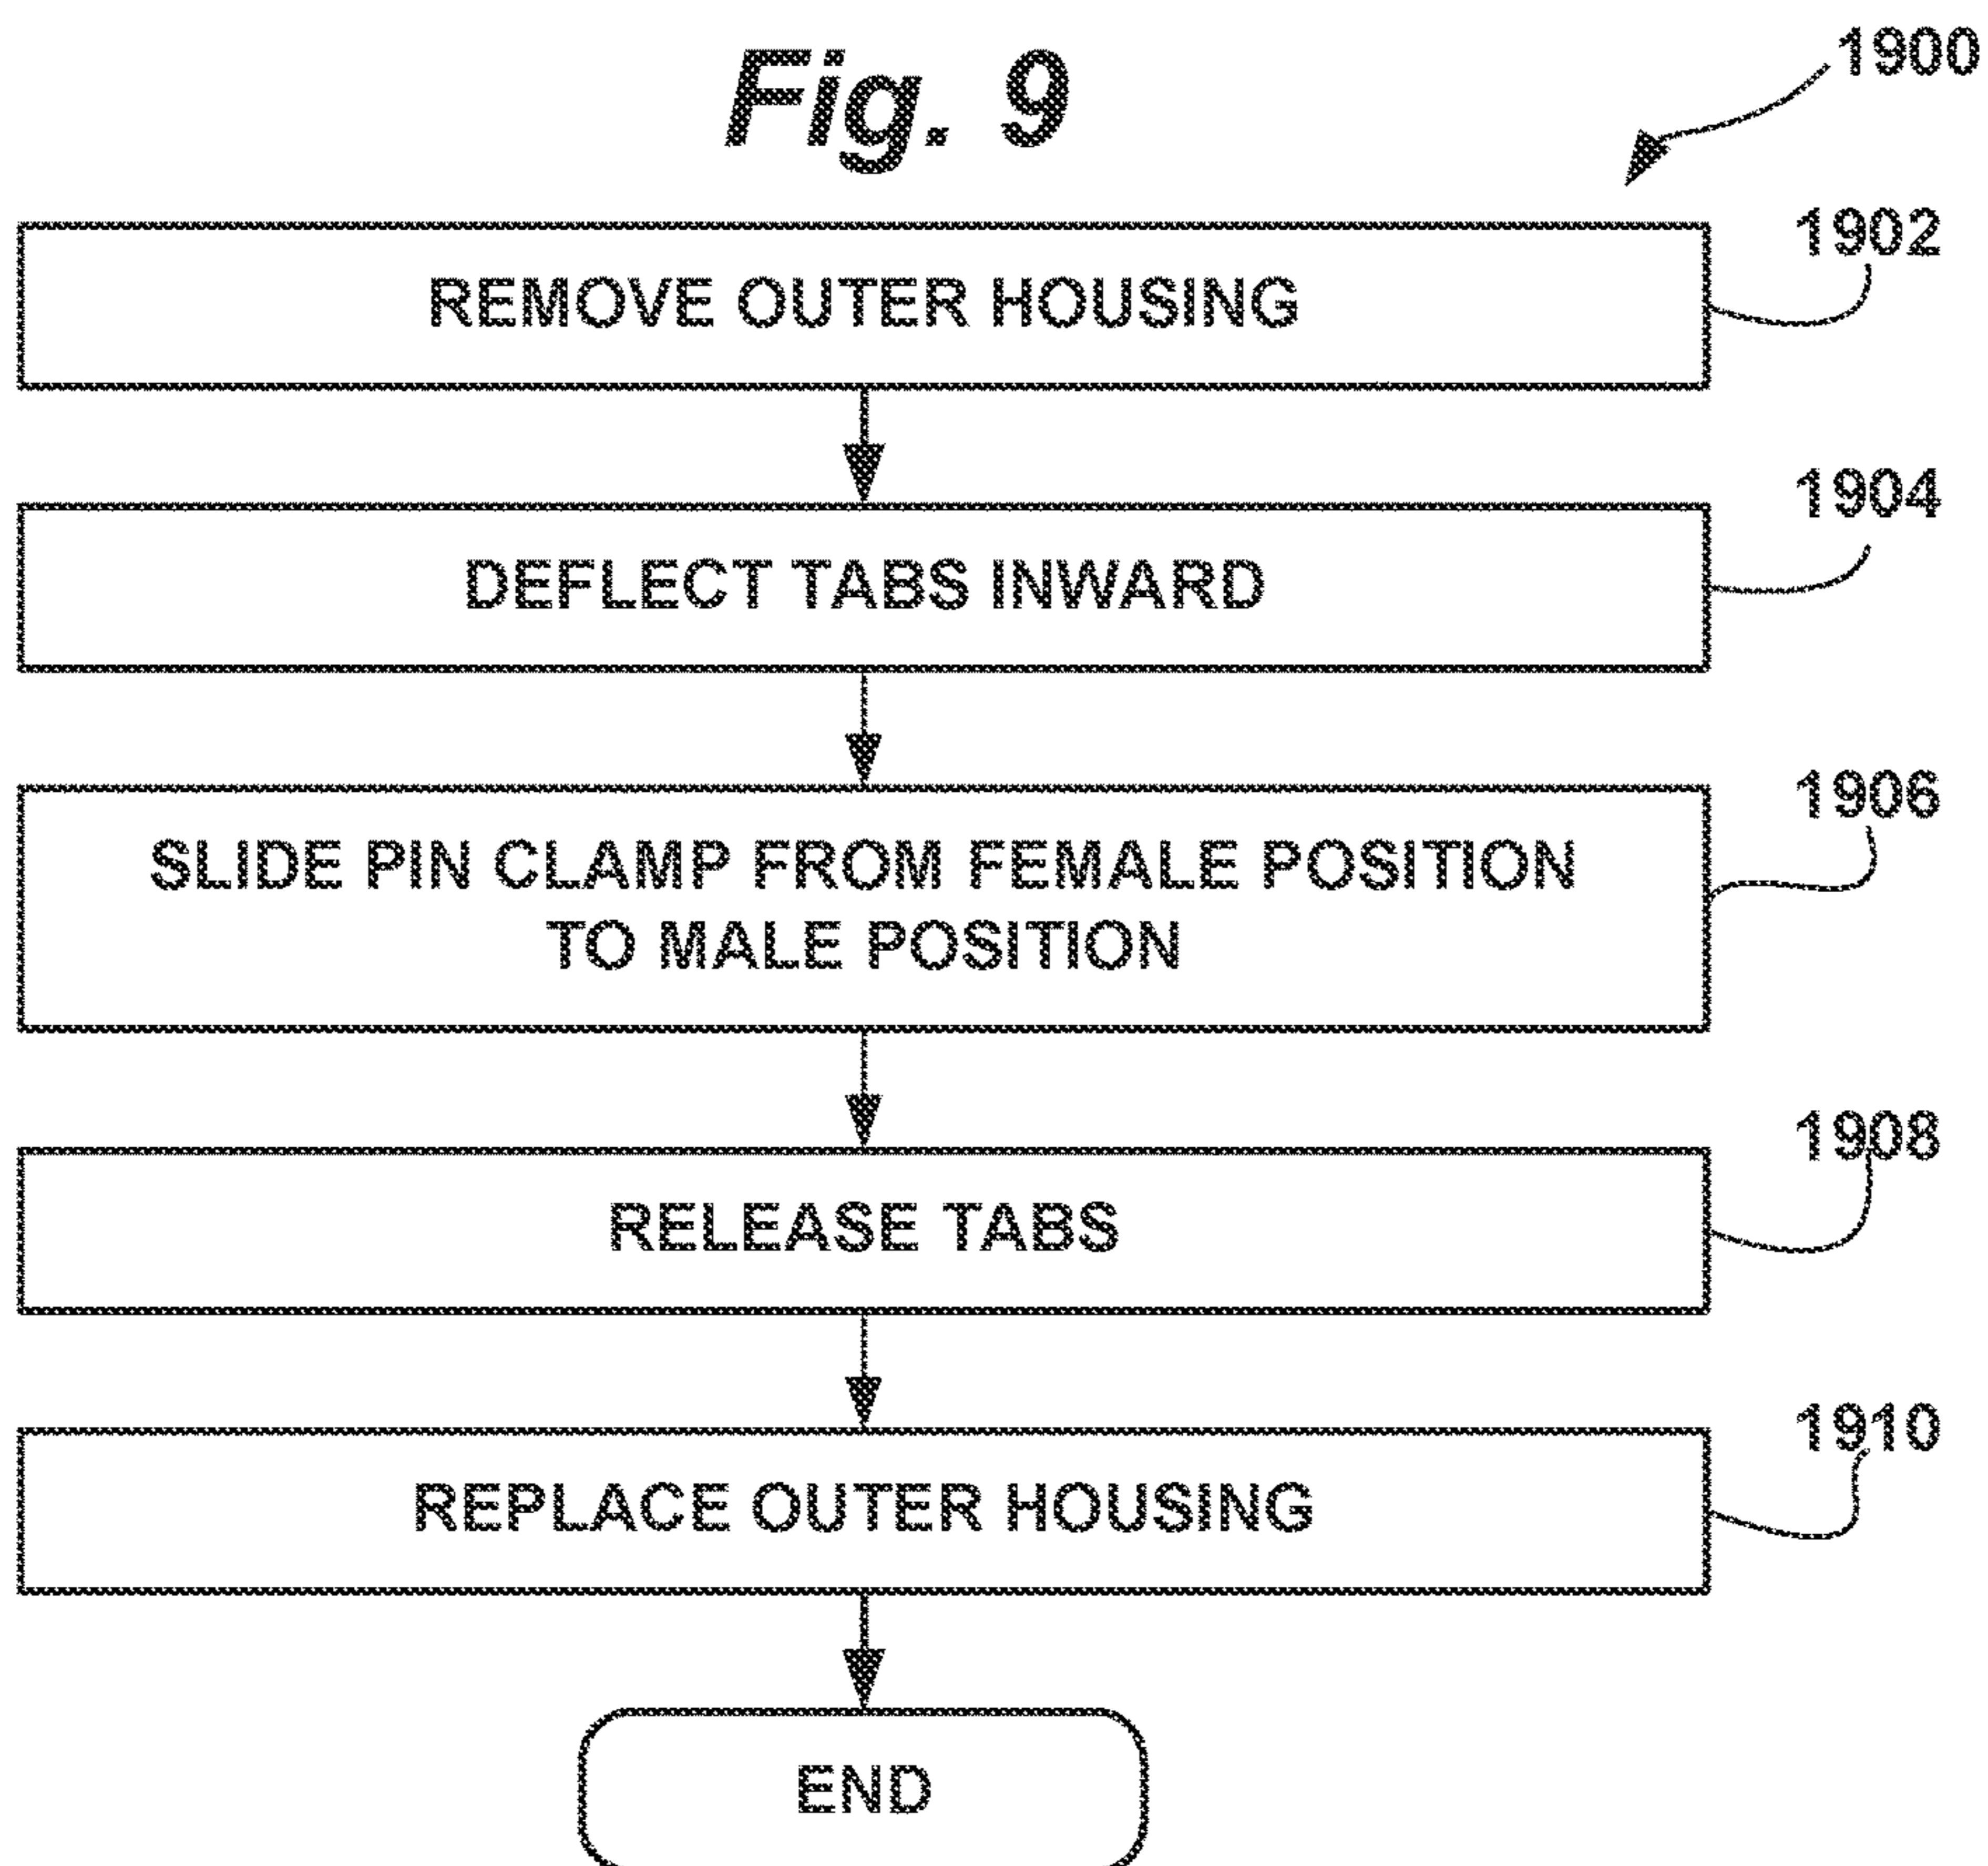 Fig. 9
1900
1902
REMOVE OUTER HOUSING
1904
DEFLECT TABS INWARD
1906
SLIDE PIN CLAMP FROM FEMALE POSITION
TO MALE POSITION
1908
RELEASE TABS
1910
REPLACE OUTER HOUSING
END